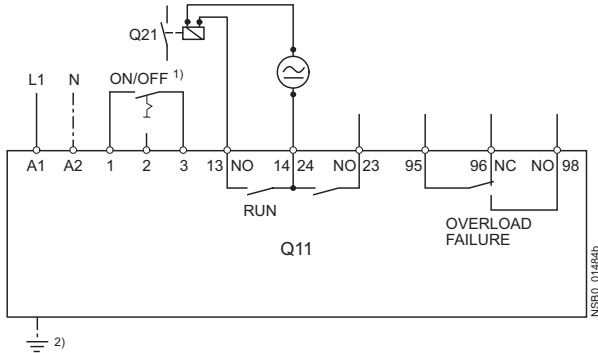 Q21
L1 N ON/OFF 1)
A1 A2 1 2 3 13 NO 14 24 NO 23 95 96 NC NO 98
RUN
OVERLOAD
FAILURE
Q11
2)
NSB0_01484b